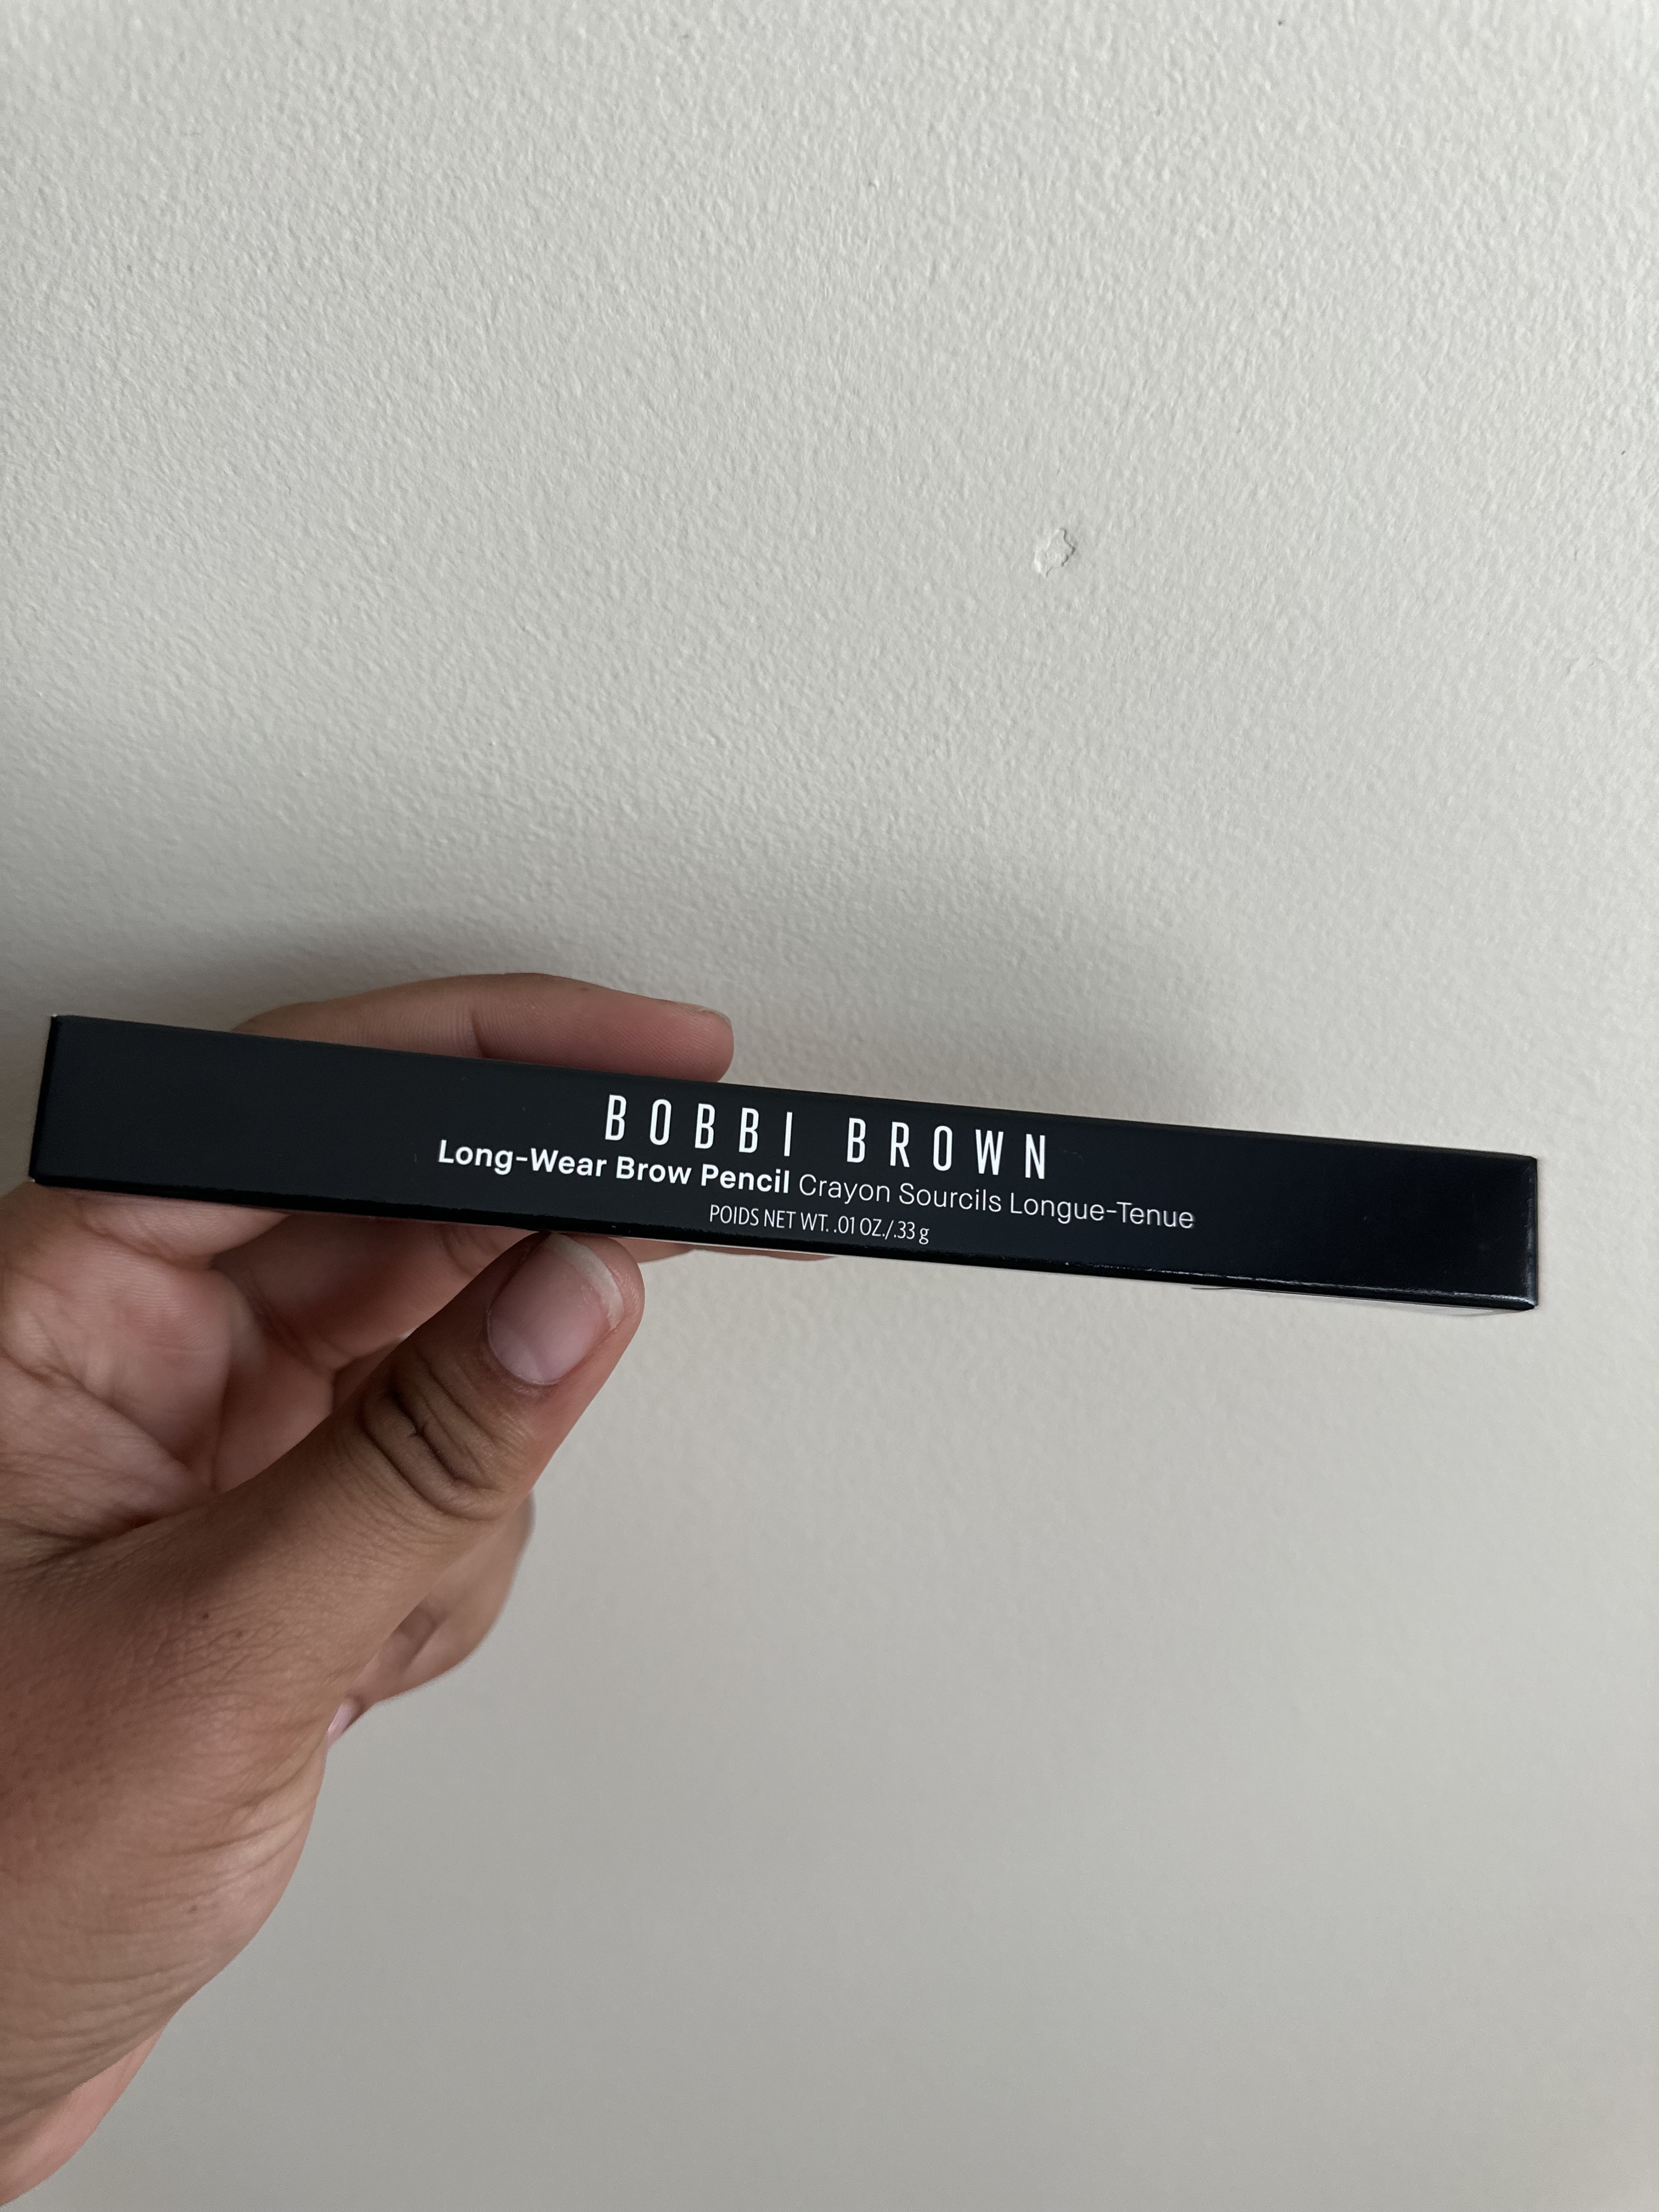 BOBBI BROWN
Long-Wear Brow Pencil Crayon Sourcils Longue-Tenue
POIDS NET WT. .01 OZ./.33 g